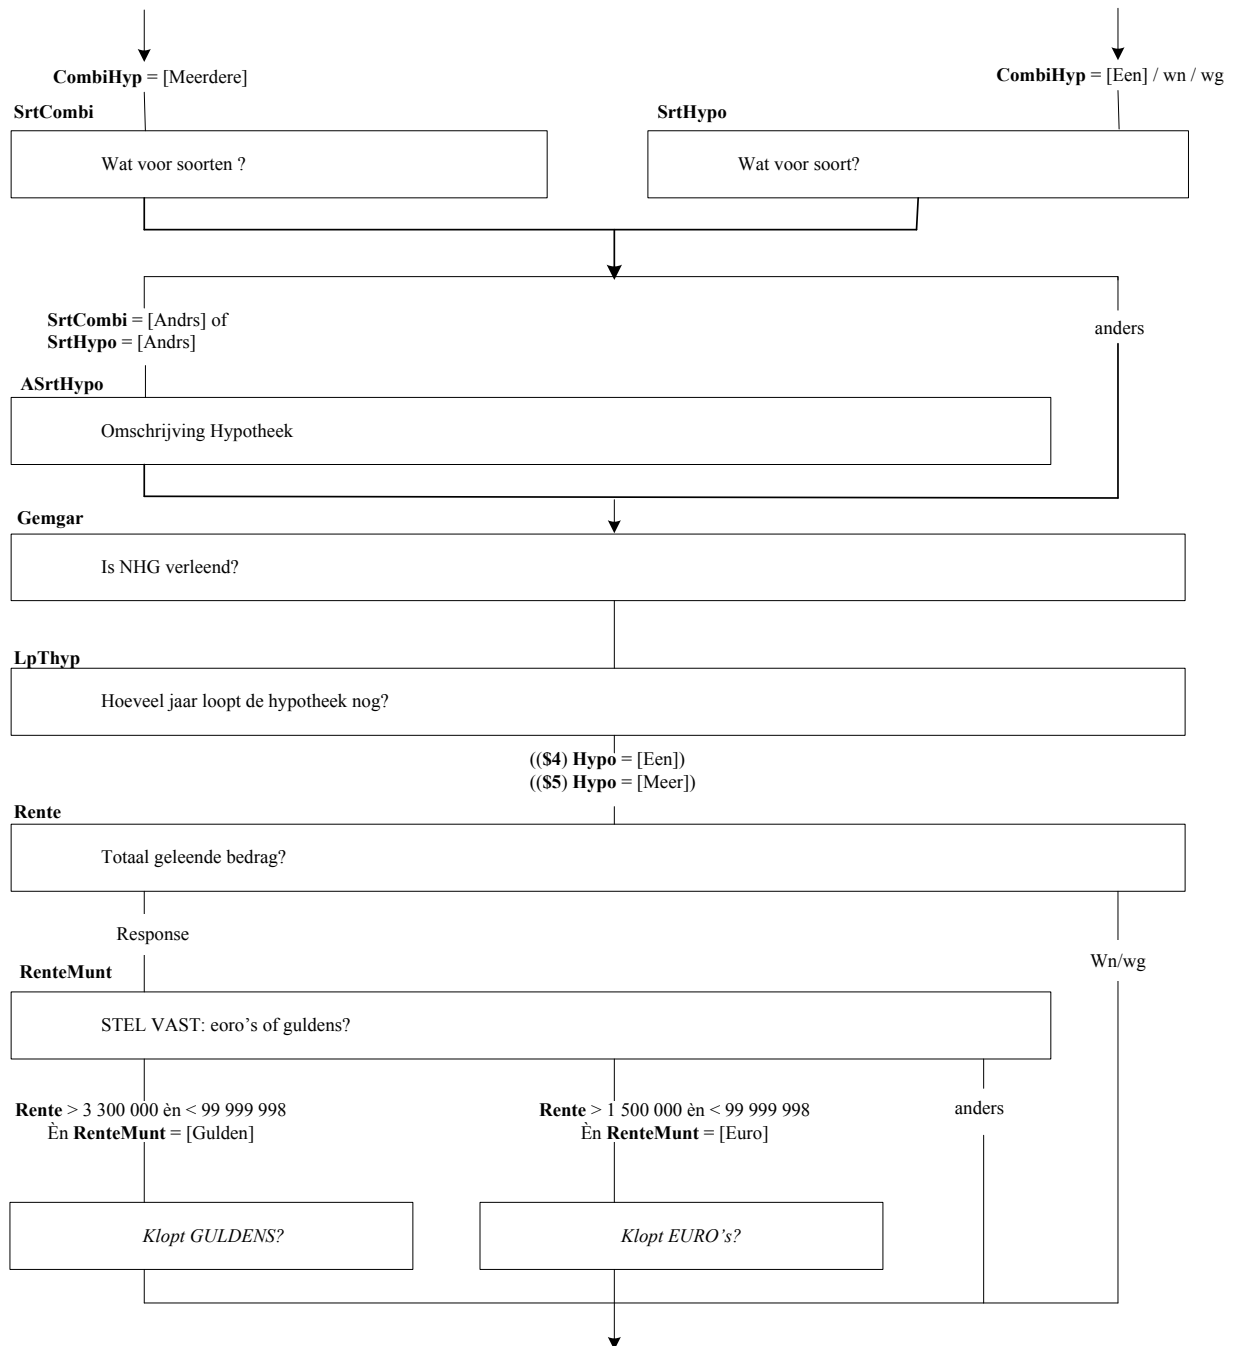 CombiHyp = [Meerdere]
CombiHyp = [Een] / wn / wg
SrtCombi
SrtHypo
Wat voor soorten ?
Wat voor soort?
SrtCombi = [Andrs] of
SrtHypo = [Andrs]
anders
ASrtHypo
Omschrijving Hypotheek
Gemgar
Is NHG verleend?
LpThyp
Hoeveel jaar loopt de hypotheek nog?
(($4) Hypo = [Een])
(($5) Hypo = [Meer])
Rente
Totaal geleende bedrag?
Response
Wn/wg
RenteMunt
STEL VAST: eoro’s of guldens?
Rente > 3 300 000 èn < 99 999 998
Èn RenteMunt = [Gulden]
Rente > 1 500 000 èn < 99 999 998
Èn RenteMunt = [Euro]
anders
Klopt GULDENS?
Klopt EURO’s?